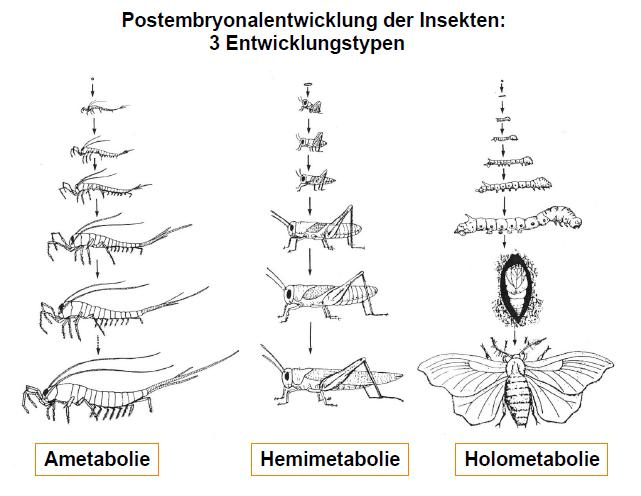 Postembryonalentwicklung der Insekten:
3 Entwicklungstypen
Ametabolie
Hemimetabolie
Holometabolie